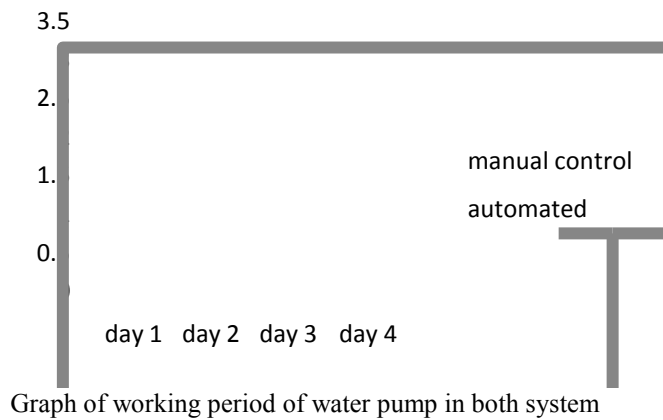 3.5
2.
1.
0.
manual control
automated
day 1 day 2 day 3 day 4
Graph of working period of water pump in both system